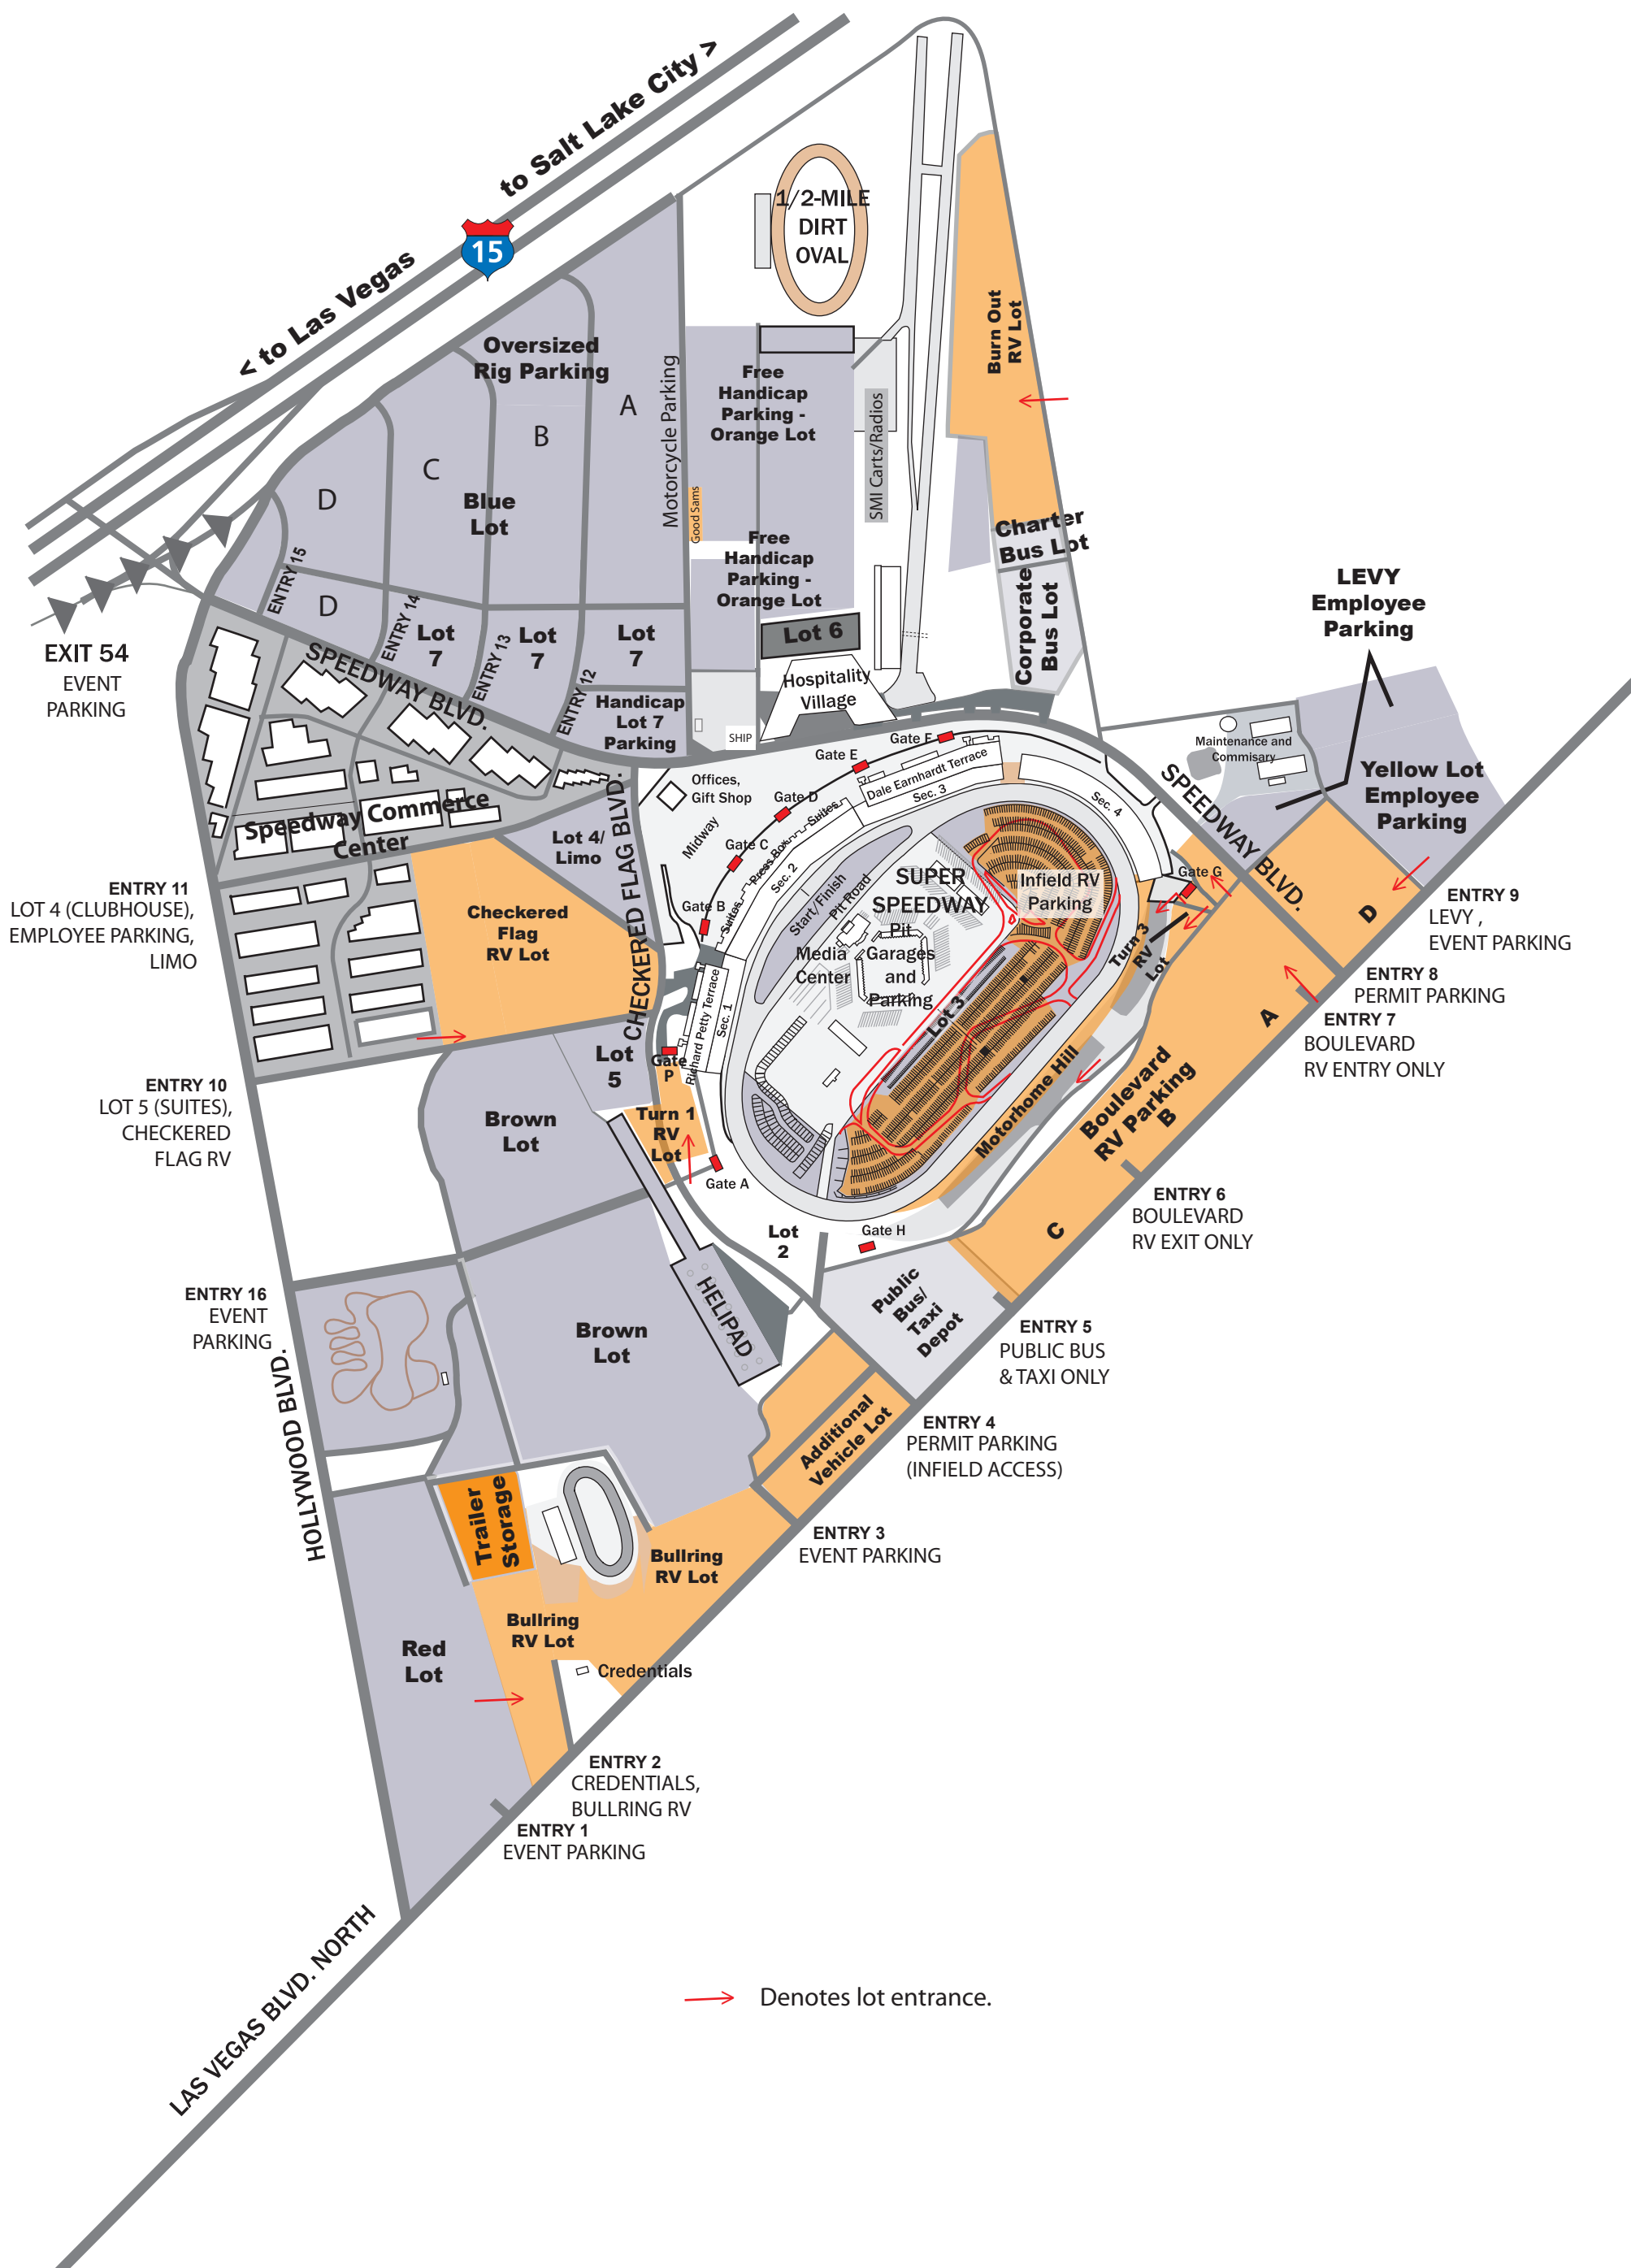 to Salt Lake City >
15
< to Las Vegas
1/2-MILE
DIRT
OVAL
Burn Out
RV Lot
Oversized
Rig Parking
A
B
C
D
D
Blue
Lot
Motorcycle Parking
Good Sams
Free
Handicap
Parking -
Orange Lot
Free
Handicap
Parking -
Orange Lot
SMI Carts/Radios
Charter
Bus Lot
Corporate
Bus Lot
LEVY
Employee
Parking
EXIT 54
EVENT
PARKING
ENTRY 15
ENTRY 14
ENTRY 13
ENTRY 12
Lot
7
Lot
7
Lot
7
Handicap
Lot 7
Parking
Lot 6
Hospitality
Village
SHIP
SPEEDWAY BLVD.
Maintenance and
Commisary
Yellow Lot
Employee
Parking
SPEEDWAY BLVD.
Speedway Commerce
Center
Lot 4/
Limo
CHECKERED FLAG BLVD.
Offices,
Gift Shop
Midway
Gate F
Gate E
Gate D
Gate C
Gate B
Gate G
Dale Earnhardt Terrace
Sec. 3
Sec. 4
Suites
Press Box
Sec. 2
Suites
Start/Finish
Pit Road
SUPER
SPEEDWAY
Infield RV
Parking
Pit
Garages
and
Parking
Media
Center
Lot 3
Richard Petty Terrace
Sec. 1
Turn 3
RV
Lot
Motorhome Hill
Boulevard
RV Parking
A
B
C
D
ENTRY 11
LOT 4 (CLUBHOUSE),
EMPLOYEE PARKING,
LIMO
Checkered
Flag
RV Lot
ENTRY 9
LEVY ,
EVENT PARKING
ENTRY 8
PERMIT PARKING
ENTRY 7
BOULEVARD
RV ENTRY ONLY
ENTRY 10
LOT 5 (SUITES),
CHECKERED
FLAG RV
Lot
5
Gate
P
Turn 1
RV
Lot
Gate A
Brown
Lot
Lot
2
Gate H
ENTRY 6
BOULEVARD
RV EXIT ONLY
Public
Bus/
Taxi
Depot
ENTRY 16
EVENT
PARKING
HELIPAD
Brown
Lot
ENTRY 5
PUBLIC BUS
& TAXI ONLY
Additional
Vehicle Lot
ENTRY 4
PERMIT PARKING
(INFIELD ACCESS)
HOLLYWOOD BLVD.
Trailer
Storage
Bullring
RV Lot
ENTRY 3
EVENT PARKING
Bullring
RV Lot
Red
Lot
Credentials
ENTRY 2
CREDENTIALS,
BULLRING RV
ENTRY 1
EVENT PARKING
LAS VEGAS BLVD. NORTH
Denotes lot entrance.